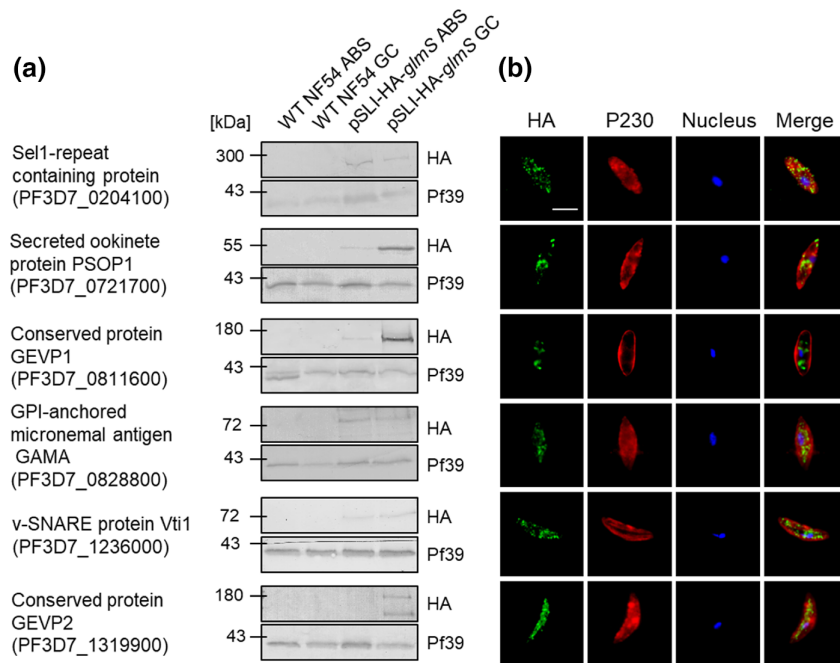 (a)
WT NF54 ABS
WT NF54 GC
pSLI-HA-glmS ABS
pSLI-HA-glmS GC
[kDa]
Sel1-repeat
containing protein
(PF3D7_0204100)
300
HA
43
Pf39
Secreted ookinete
protein PSOP1
(PF3D7_0721700)
55
HA
43
Pf39
Conserved protein
GEVP1
(PF3D7_0811600)
180
HA
43
Pf39
GPI-anchored
micronemal antigen
GAMA
(PF3D7_0828800)
72
HA
43
Pf39
v-SNARE protein Vti1
(PF3D7_1236000)
72
HA
43
Pf39
Conserved protein
GEVP2
(PF3D7_1319900)
180
HA
43
Pf39
(b)
HA P230 Nucleus Merge